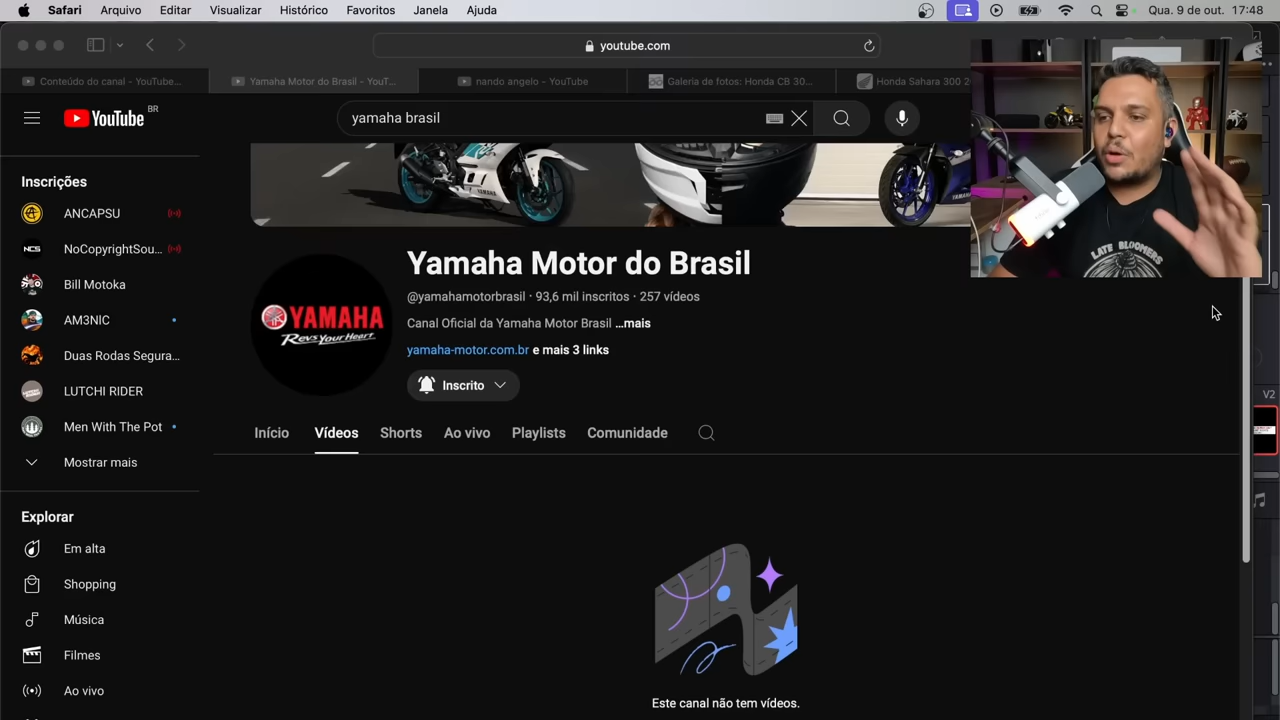 Safari Arquivo Editar Visualizar Histórico Favoritos Janela Ajuda Qua. 9 de out. 17:48
youtube.com
Conteúdo do canal - YouTube... Yamaha Motor do Brasil - YouT... nando angelo - YouTube Galeria de fotos: Honda CB 30... Honda Sahara 300 2
YouTube BR
yamaha brasil
Inscrições
ANCAPSU
NCS NoCopyrightSou...
Bill Motoka
AM3NIC
Duas Rodas Segura...
LUTCHI RIDER
Men With The Pot
Mostrar mais
Explorar
Em alta
Shopping
Música
Filmes
Ao vivo
YAMAHA
Revs Your Heart
Yamaha Motor do Brasil
@yamahamotorbrasil · 93,6 mil inscritos · 257 vídeos
Canal Oficial da Yamaha Motor Brasil ...mais
yamaha-motor.com.br e mais 3 links
Inscrito
Início Vídeos Shorts Ao vivo Playlists Comunidade
Este canal não tem vídeos.
LATE BLOOMERS
V2